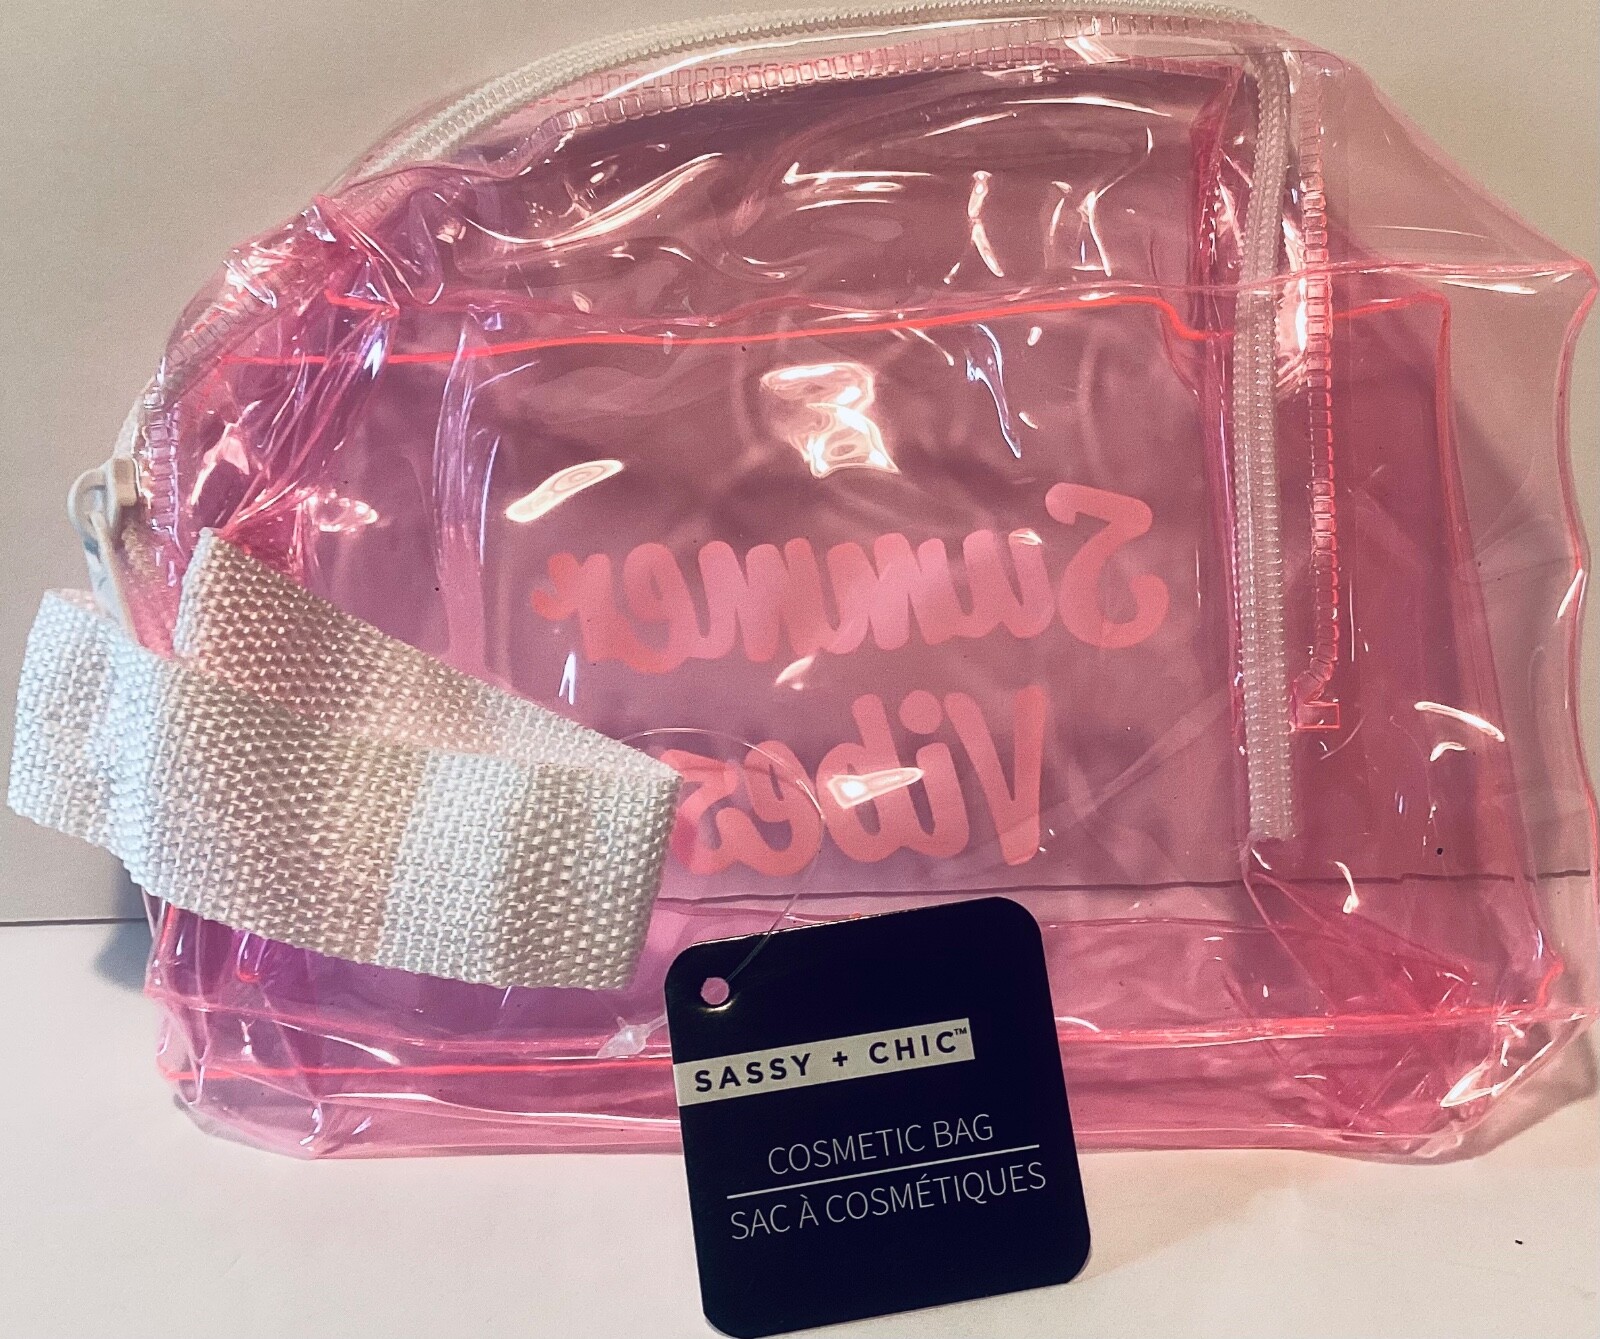 Summer
Vibes
SASSY + CHIC™
COSMETIC BAG
SAC À COSMÉTIQUES